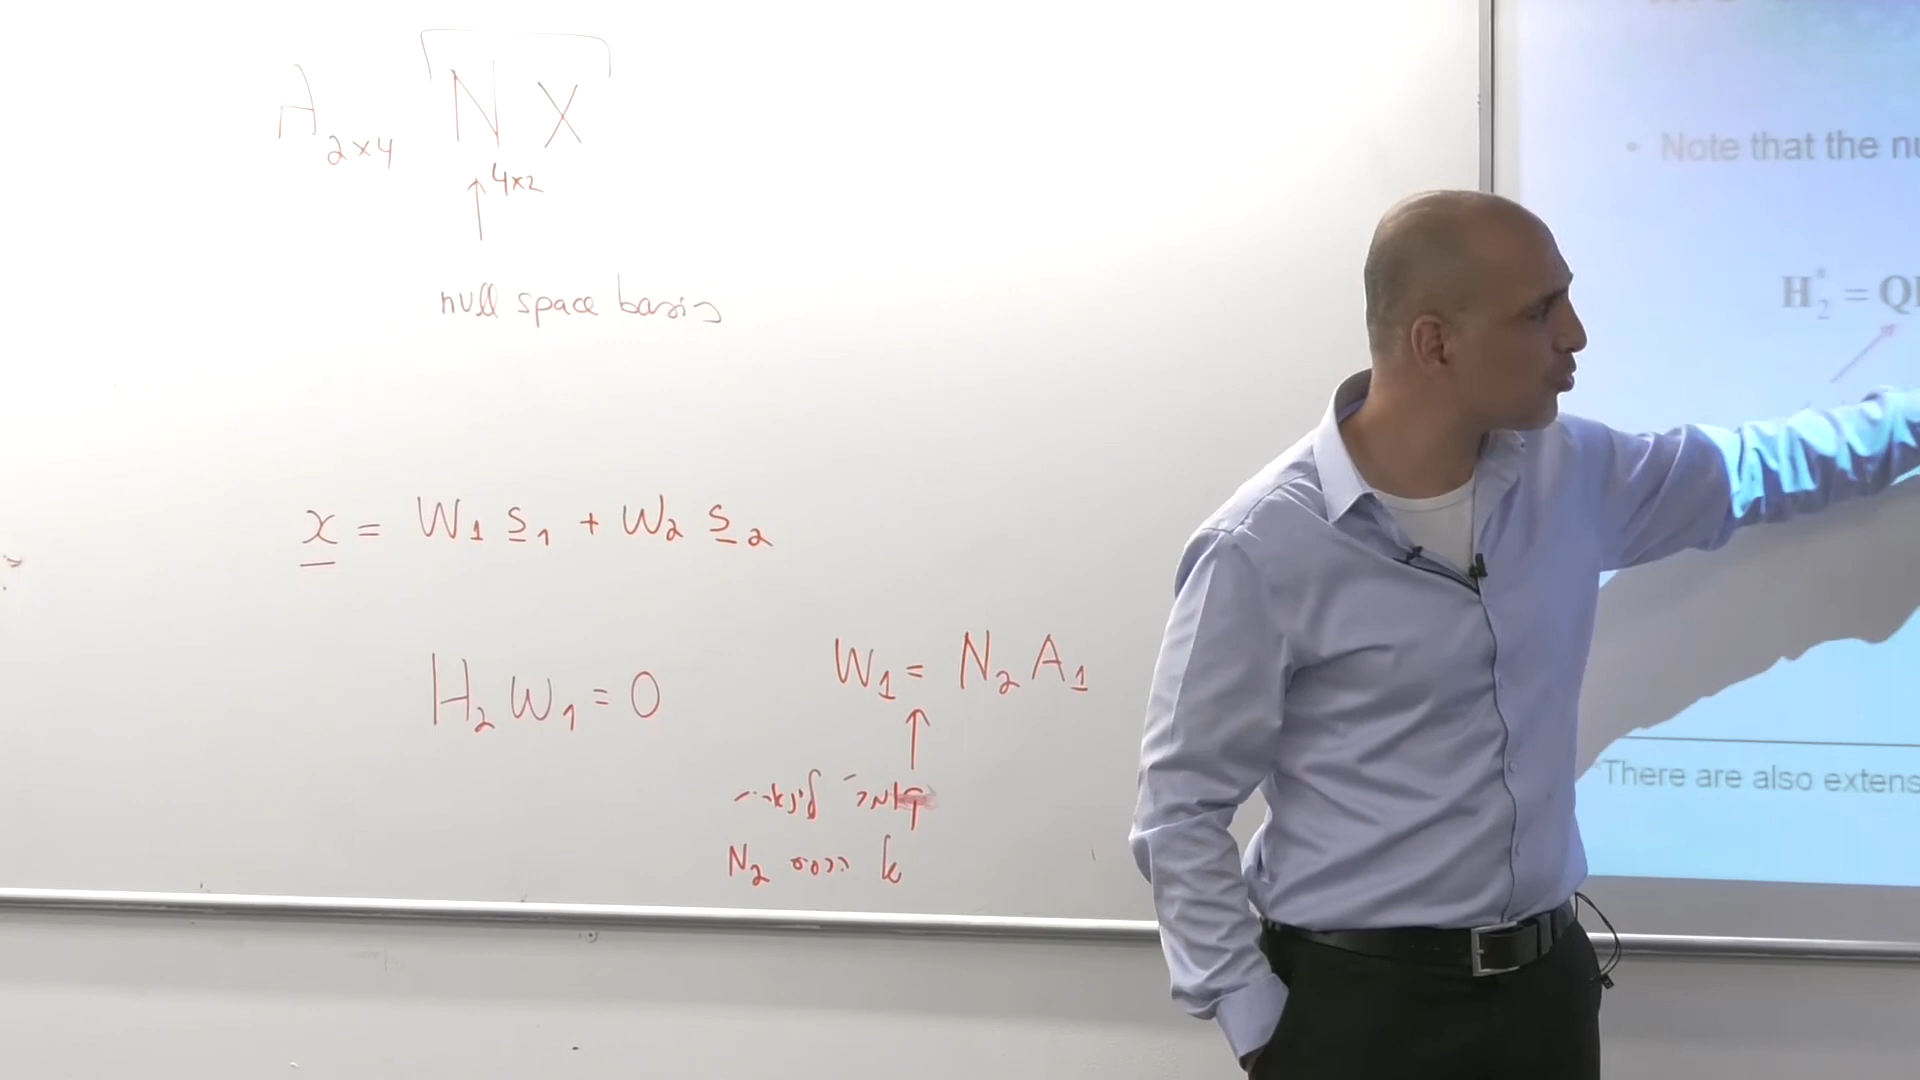 A 2x4 N 4x2 X
null space basis
x = W1 s1 + W2 s2
H2 W1 = 0
W1 = N2 A1
N2
• Note that the nu
H2* = Q
There are also extens